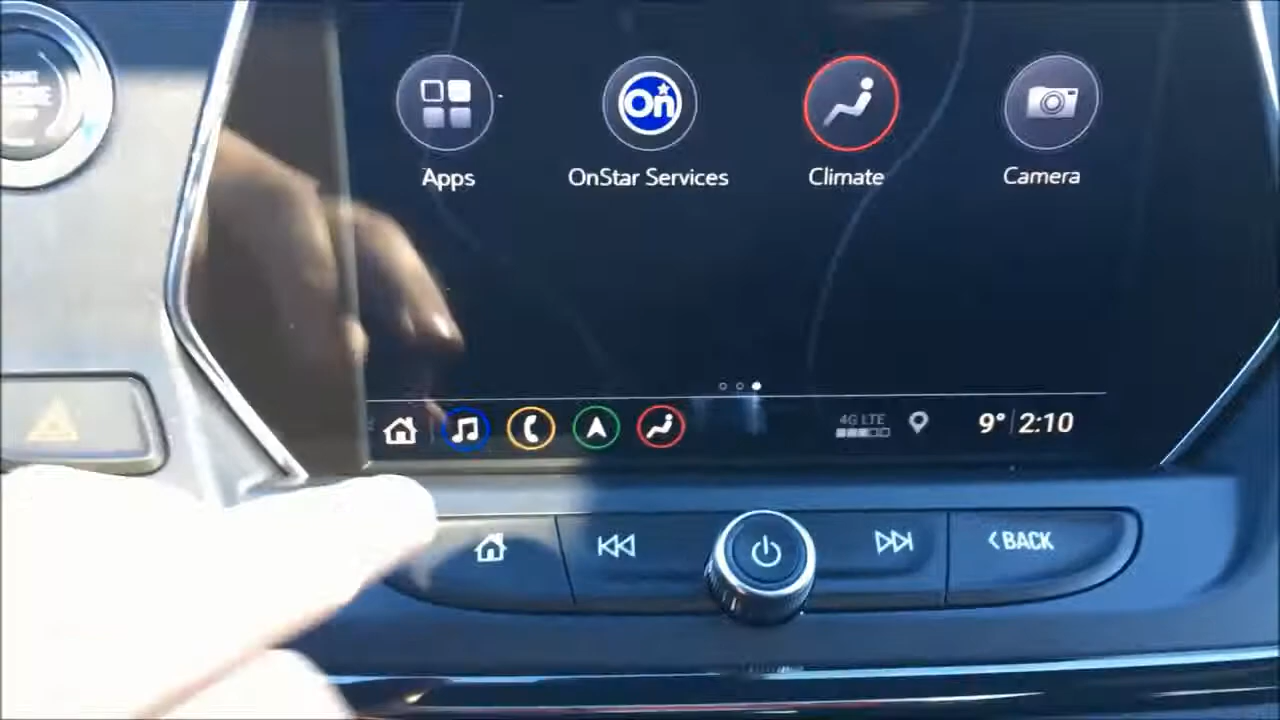 On
Apps
OnStar Services
Climate
Camera
4G LTE
9° 2:10
BACK